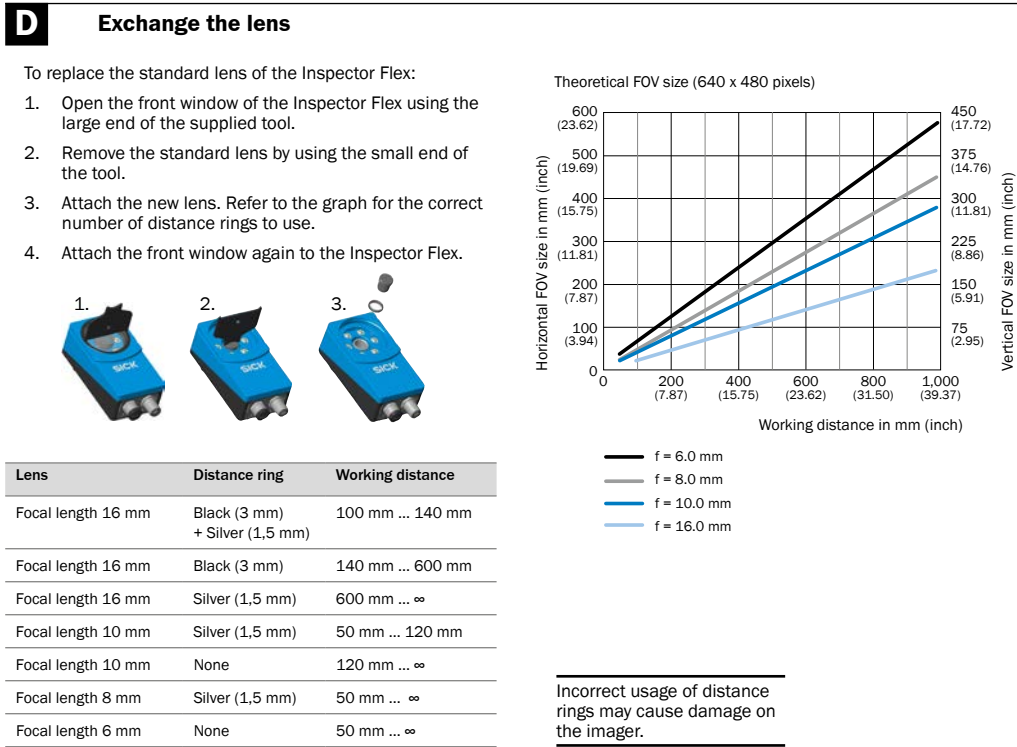 D Exchange the lens
To replace the standard lens of the Inspector Flex:
1. Open the front window of the Inspector Flex using the
large end of the supplied tool.
2. Remove the standard lens by using the small end of
the tool.
3. Attach the new lens. Refer to the graph for the correct
number of distance rings to use.
4. Attach the front window again to the Inspector Flex.
1. 2. 3.
SICK SICK SICK
Lens Distance ring Working distance
Focal length 16 mm Black (3 mm) 100 mm ... 140 mm
+ Silver (1,5 mm)
Focal length 16 mm Black (3 mm) 140 mm ... 600 mm
Focal length 16 mm Silver (1,5 mm) 600 mm ... ∞
Focal length 10 mm Silver (1,5 mm) 50 mm ... 120 mm
Focal length 10 mm None 120 mm ... ∞
Focal length 8 mm Silver (1,5 mm) 50 mm ... ∞
Focal length 6 mm None 50 mm ... ∞
Theoretical FOV size (640 x 480 pixels)
Horizontal FOV size in mm (inch)
600
(23.62)
500
(19.69)
400
(15.75)
300
(11.81)
200
(7.87)
100
(3.94)
0
450
(17.72)
375
(14.76)
300
(11.81)
225
(8.86)
150
(5.91)
75
(2.95)
Vertical FOV size in mm (inch)
0 200 400 600 800 1,000
(7.87) (15.75) (23.62) (31.50) (39.37)
Working distance in mm (inch)
f = 6.0 mm
f = 8.0 mm
f = 10.0 mm
f = 16.0 mm
Incorrect usage of distance
rings may cause damage on
the imager.